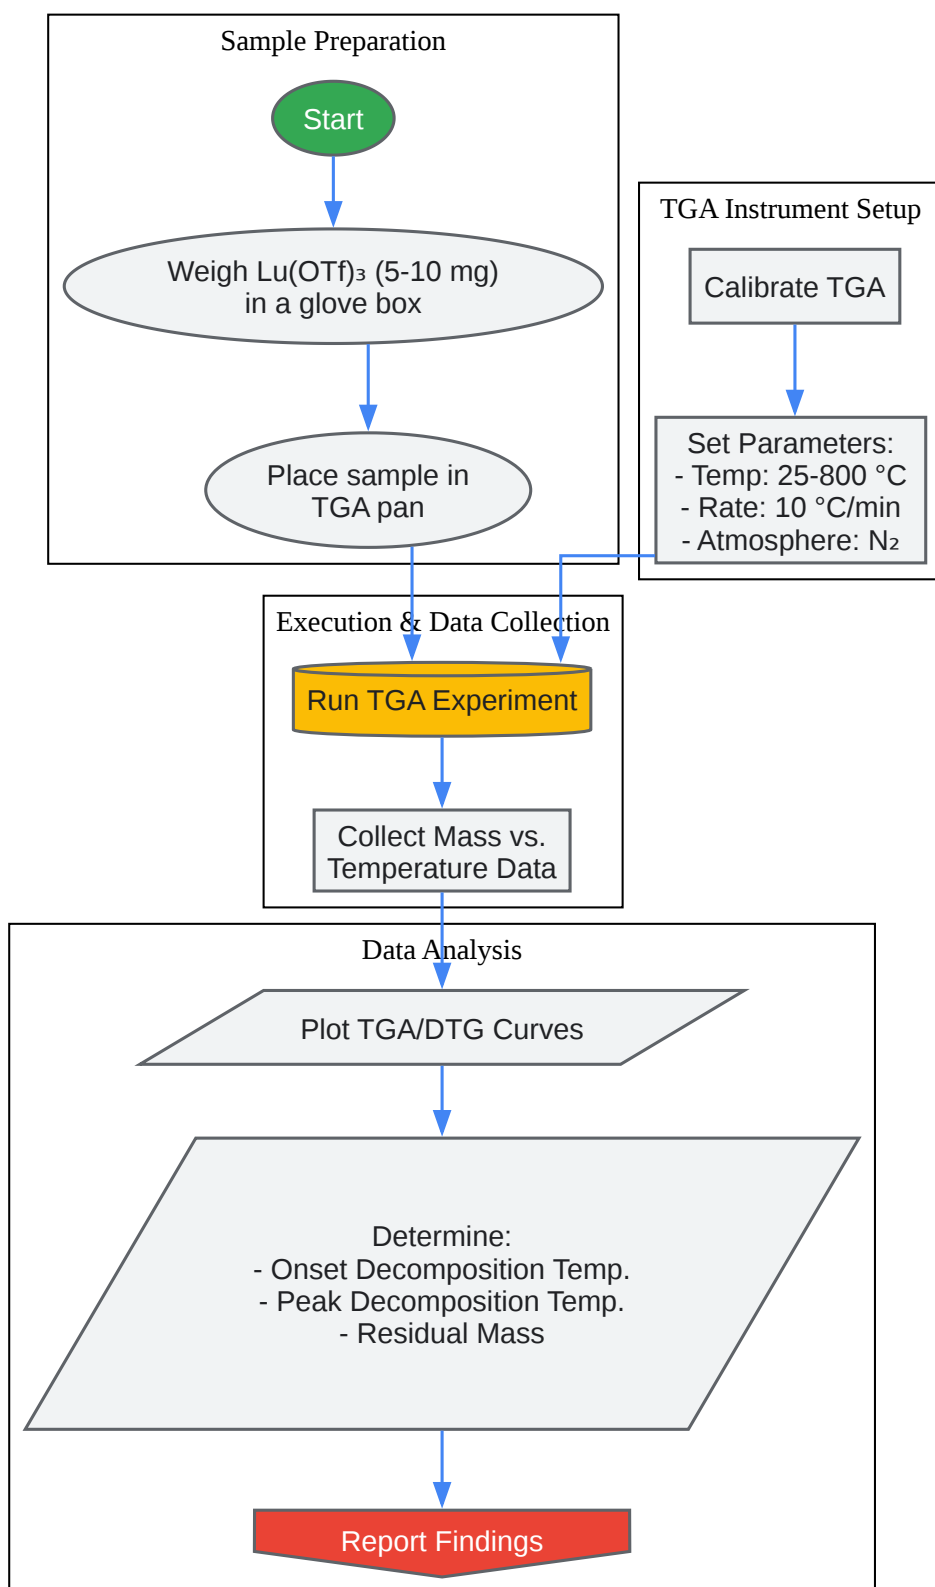 Sample Preparation
Start
Weigh Lu(OTf)₃ (5-10 mg)
in a glove box
Place sample in
TGA pan
TGA Instrument Setup
Calibrate TGA
Set Parameters:
- Temp: 25-800 °C
- Rate: 10 °C/min
- Atmosphere: N₂
Execution & Data Collection
Run TGA Experiment
Collect Mass vs.
Temperature Data
Data Analysis
Plot TGA/DTG Curves
Determine:
- Onset Decomposition Temp.
- Peak Decomposition Temp.
- Residual Mass
Report Findings